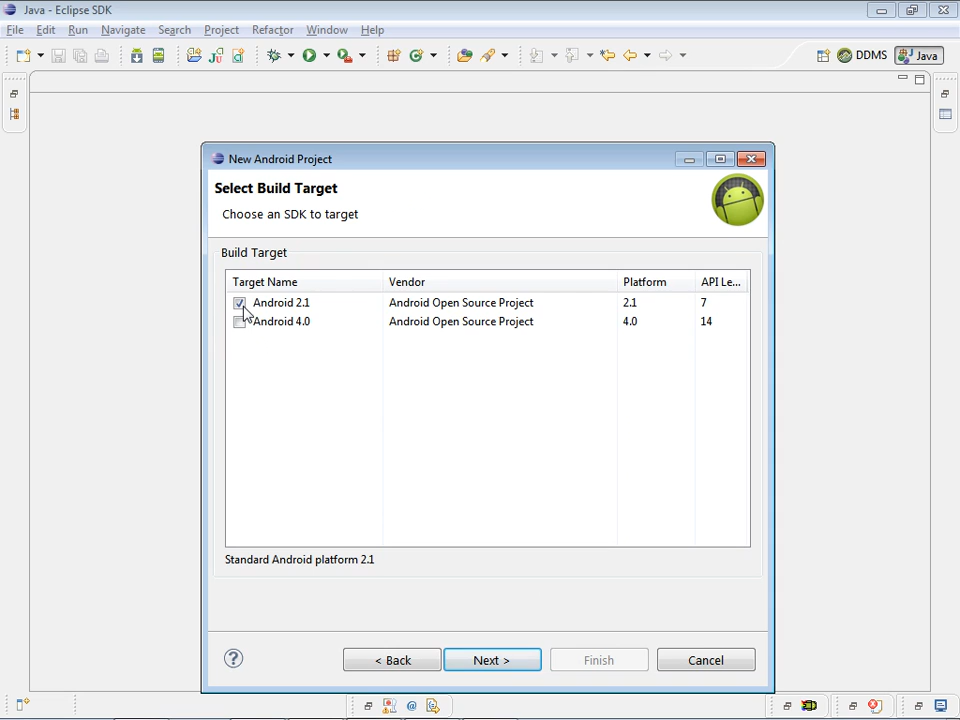 Java - Eclipse SDK
File Edit Run Navigate Search Project Refactor Window Help
DDMS Java
New Android Project
Select Build Target
Choose an SDK to target
Build Target
Target Name Vendor Platform API Le...
Android 2.1 Android Open Source Project 2.1 7
Android 4.0 Android Open Source Project 4.0 14
Standard Android platform 2.1
< Back Next > Finish Cancel